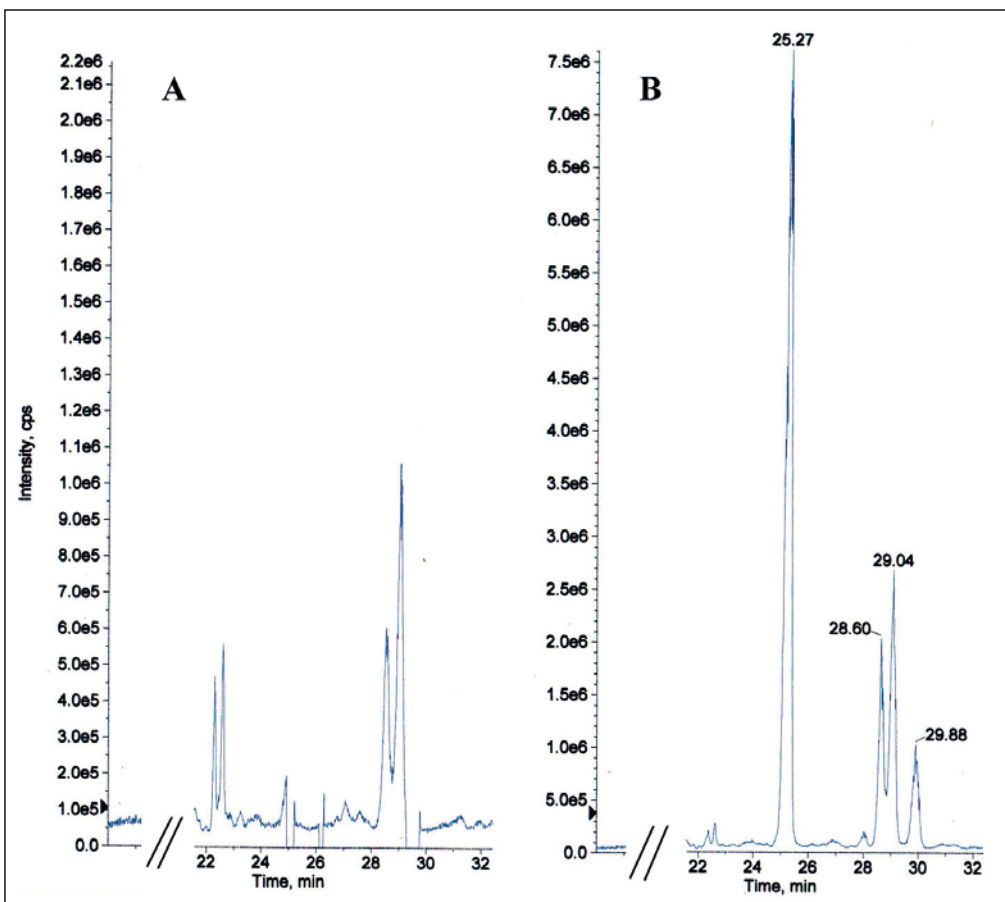 A
2.2e6
2.1e6
2.0e6
1.9e6
1.8e6
1.7e6
1.6e6
1.5e6
1.4e6
1.3e6
1.2e6
1.1e6
1.0e6
9.0e5
8.0e5
7.0e5
6.0e5
5.0e5
4.0e5
3.0e5
2.0e5
1.0e5
0.0
Intensity, cps
22 24 26 28 30 32
Time, min
B
25.27
7.5e6
7.0e6
6.5e6
6.0e6
5.5e6
5.0e6
4.5e6
4.0e6
3.5e6
3.0e6
2.5e6
2.0e6
1.5e6
1.0e6
5.0e5
0.0
28.60
29.04
29.88
22 24 26 28 30 32
Time, min